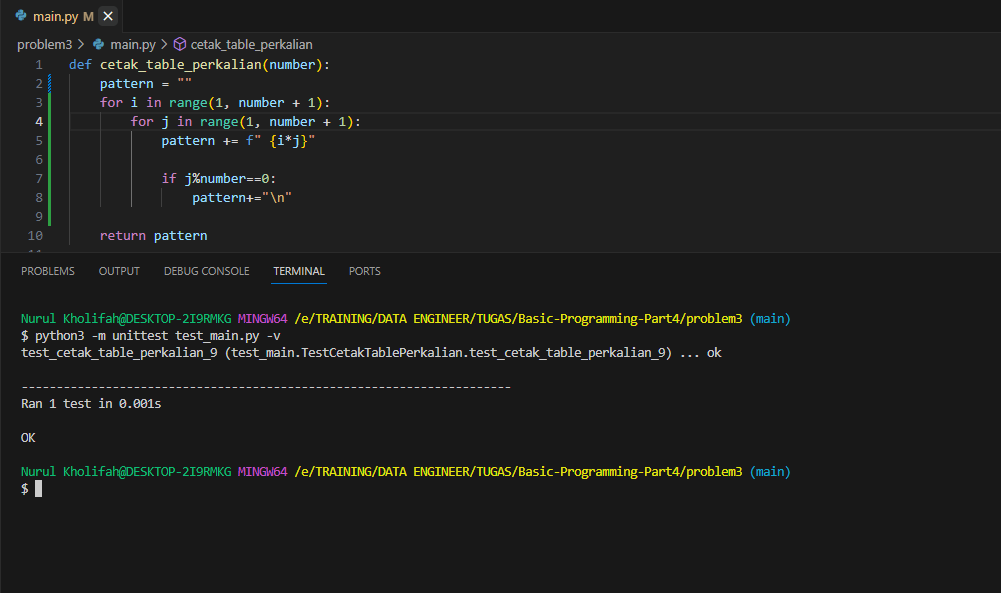 main.py M ×
problem3 > main.py > cetak_table_perkalian
1 def cetak_table_perkalian(number):
2     pattern = ""
3     for i in range(1, number + 1):
4         for j in range(1, number + 1):
5             pattern += f" {i*j}"
6
7             if j%number==0:
8                 pattern+="\n"
9
10     return pattern
PROBLEMS OUTPUT DEBUG CONSOLE TERMINAL PORTS
Nurul Kholifah@DESKTOP-2I9RMKG MINGW64 /e/TRAINING/DATA ENGINEER/TUGAS/Basic-Programming-Part4/problem3 (main)
$ python3 -m unittest test_main.py -v
test_cetak_table_perkalian_9 (test_main.TestCetakTablePerkalian.test_cetak_table_perkalian_9) ... ok
----------------------------------------------------------------------
Ran 1 test in 0.001s
OK
Nurul Kholifah@DESKTOP-2I9RMKG MINGW64 /e/TRAINING/DATA ENGINEER/TUGAS/Basic-Programming-Part4/problem3 (main)
$